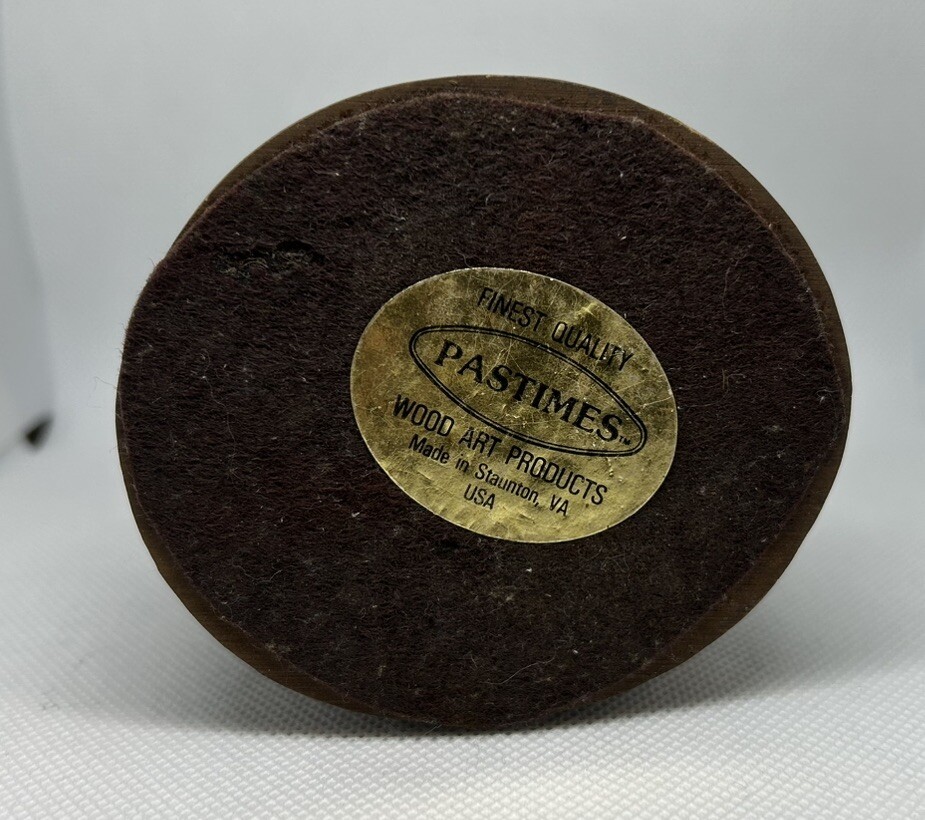 FINEST QUALITY
PASTIMES™
WOOD ART PRODUCTS
Made in Staunton, VA
USA